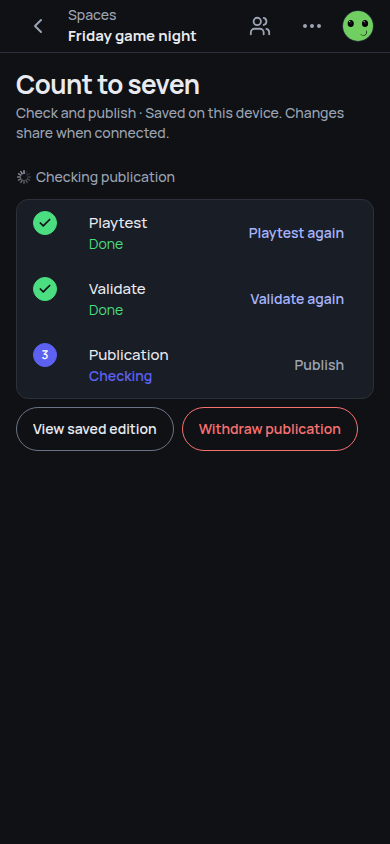 Spaces
Friday game night
Count to seven
Check and publish · Saved on this device. Changes
share when connected.
Checking publication
Playtest
Done
Playtest again
Validate
Done
Validate again
3
Publication
Checking
Publish
View saved edition
Withdraw publication